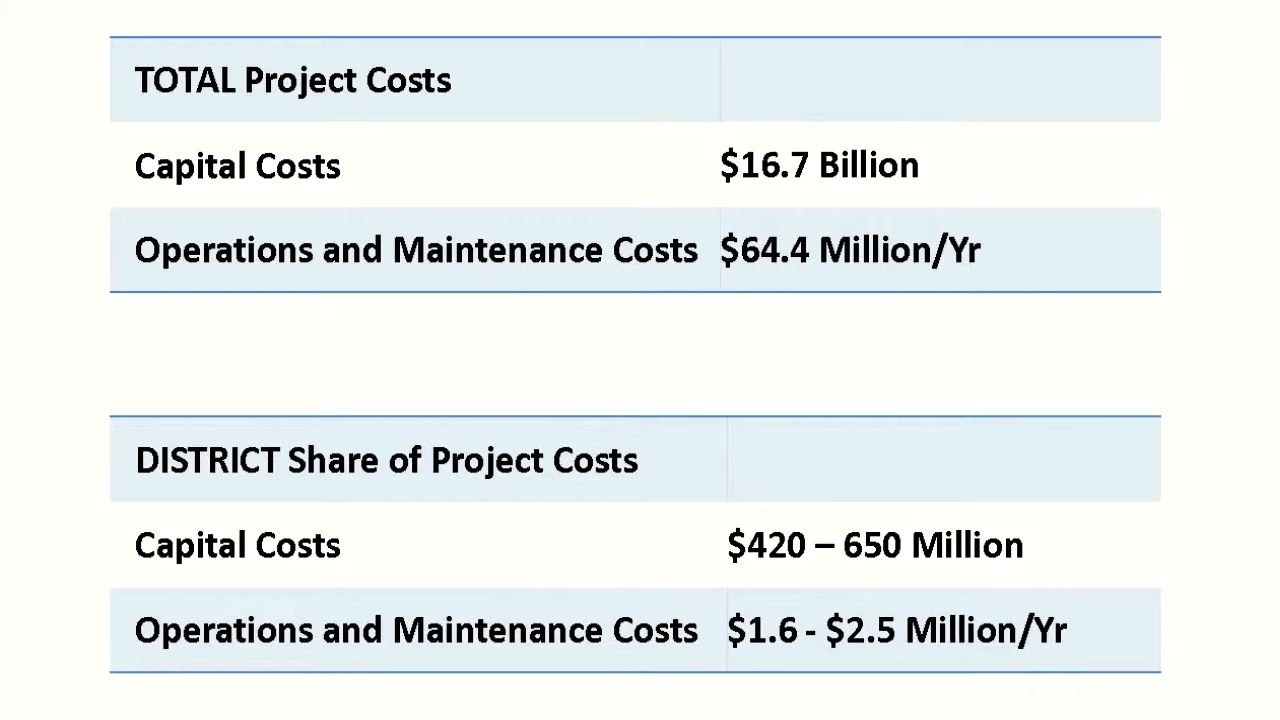 TOTAL Project Costs
Capital Costs $16.7 Billion
Operations and Maintenance Costs $64.4 Million/Yr
DISTRICT Share of Project Costs
Capital Costs $420 – 650 Million
Operations and Maintenance Costs $1.6 - $2.5 Million/Yr